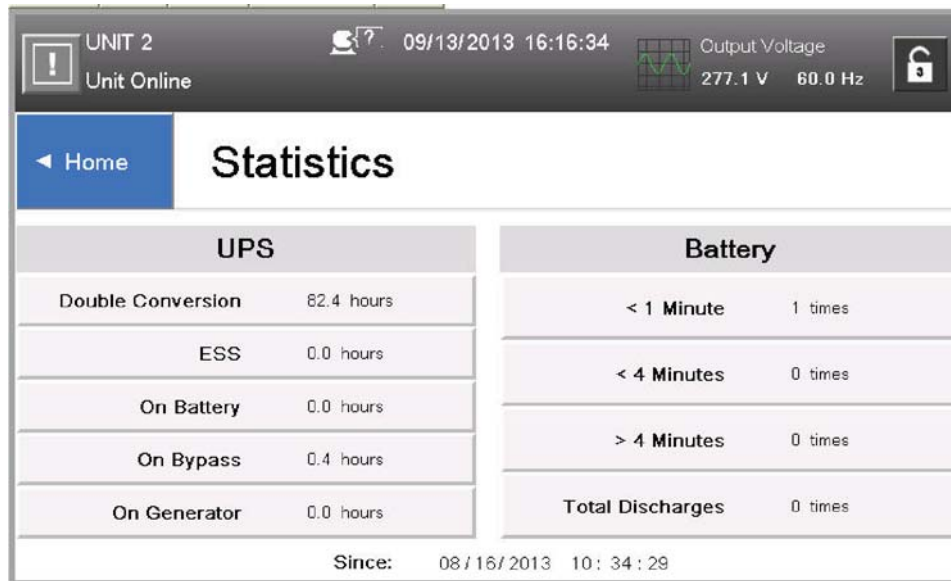 UNIT 2
Unit Online
!
?
09/13/2013 16:16:34
Output Voltage
277.1 V 60.0 Hz
3
◄ Home
Statistics
UPS
Double Conversion 82.4 hours
ESS 0.0 hours
On Battery 0.0 hours
On Bypass 0.4 hours
On Generator 0.0 hours
Battery
< 1 Minute 1 times
< 4 Minutes 0 times
> 4 Minutes 0 times
Total Discharges 0 times
Since: 08/16/2013 10:34:29